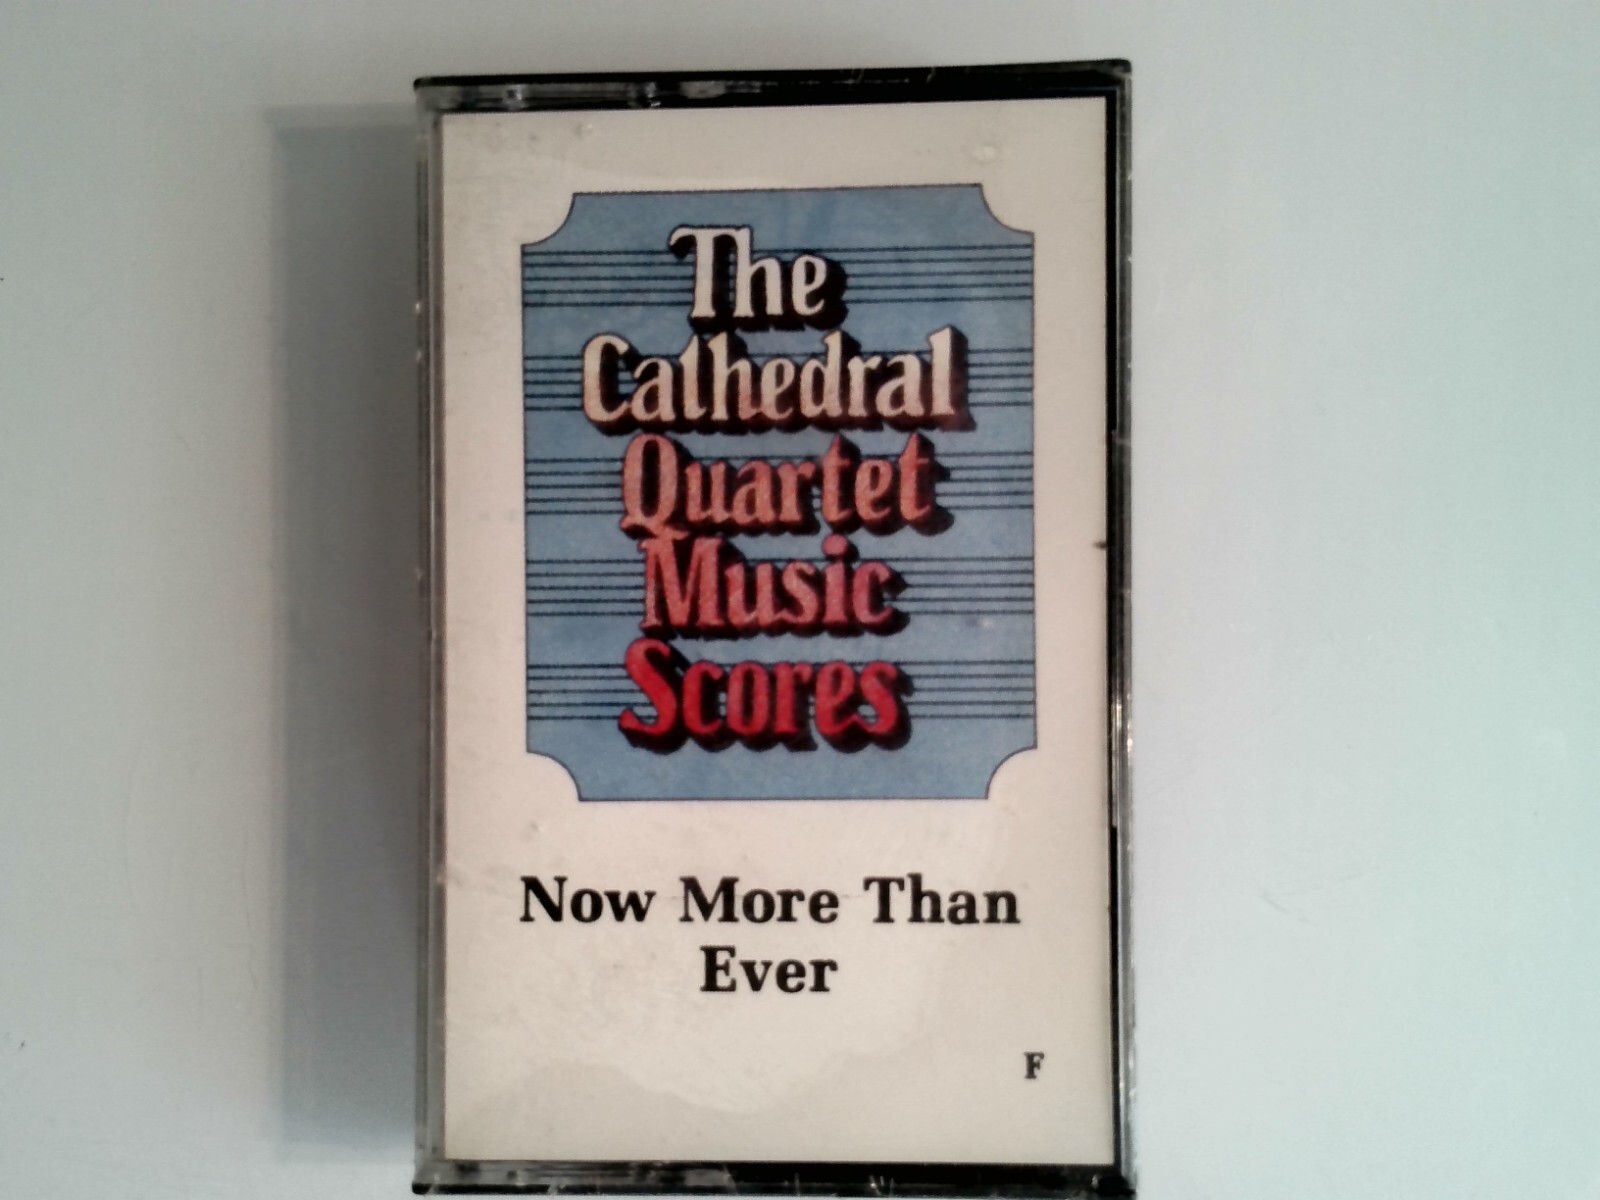 The
Cathedral
Quartet
Music
Scores
Now More Than
Ever
F